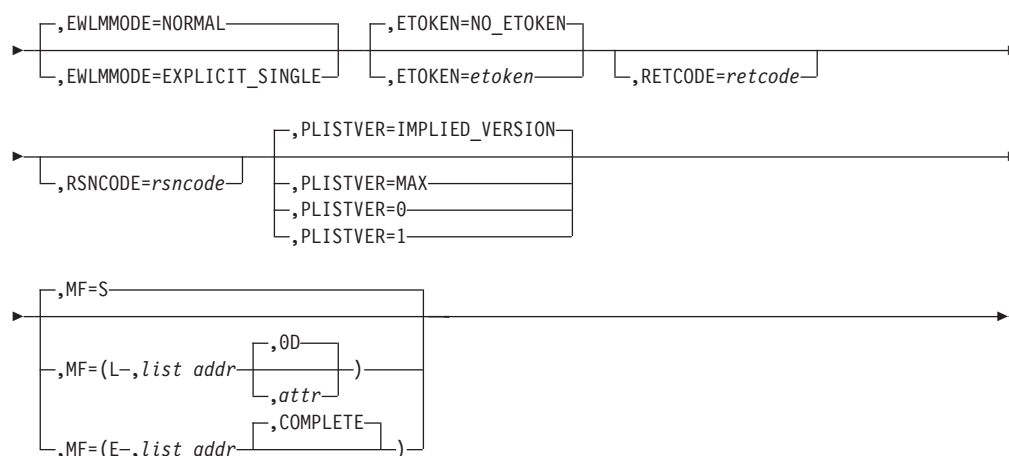 ,EWLMMODE=NORMAL
,EWLMMODE=EXPLICIT_SINGLE
,ETOKEN=NO_ETOKEN
,ETOKEN=etoken
,RETCODE=retcode
,RSNCODE=rsncode
,PLISTVER=IMPLIED_VERSION
,PLISTVER=MAX
,PLISTVER=0
,PLISTVER=1
,MF=S
,MF=(L ,list addr ,0D )
,attr
,MF=(E ,list addr ,COMPLETE )